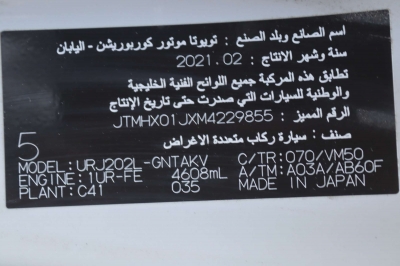 اسم الصانع وبلد الصنع : تويوتا موتور كوربوريشن - اليابان
سنة وشهر الانتاج : 2021.02
تطابق هذه المركبة جميع اللوائح الفنية الخليجية
والوطنية للسيارات التي صدرت حتى تاريخ الإنتاج
الرقم المميز : JTMHX01JXM4229855
صنف : سيارة ركاب متعددة الاغراض
5
MODEL: URJ202L-GNTAKV C/TR: 070/VM50
ENGINE: 1UR-FE 4608mL A/TM: A03A/AB60F
PLANT: C41 035 MADE IN JAPAN